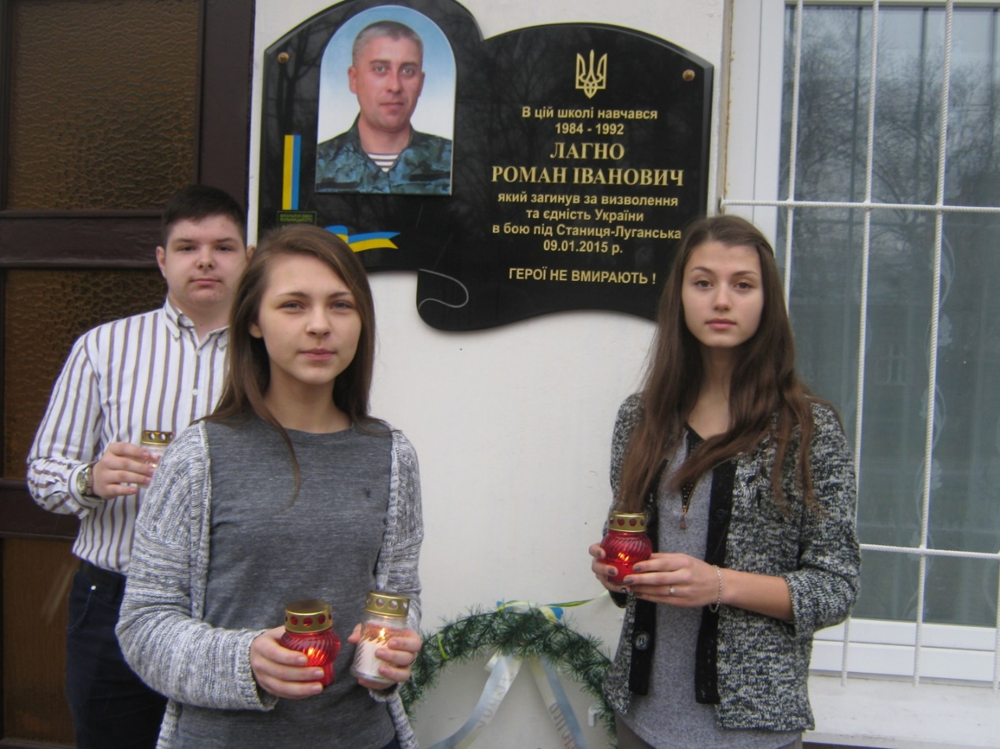 В цій школі навчався
1984 - 1992
ЛАГНО
РОМАН ІВАНОВИЧ
який загинув за визволення
та єдність України
в бою під Станиця-Луганська
09.01.2015 р.
ГЕРОЇ НЕ ВМИРАЮТЬ !